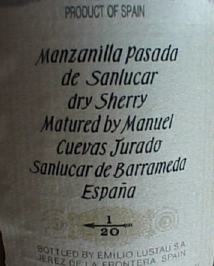 PRODUCT OF SPAIN
Manzanilla pasada
de Sanlucar
dry Sherry
Matured by Manuel
Cuevas Jurado
Sanlucar de Barrameda
España
1
20
BOTTLED BY EMILIO LUSTAU S.A
JEREZ DE LA FRONTERA SPAIN